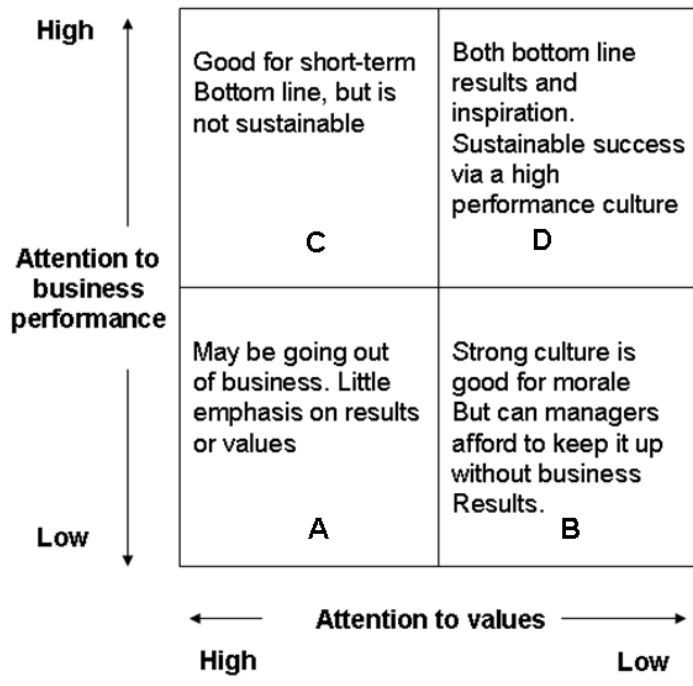 High
Good for short-term
Bottom line, but is
not sustainable
C
Both bottom line
results and
inspiration.
Sustainable success
via a high
performance culture
D
Attention to
business
performance
May be going out
of business. Little
emphasis on results
or values
A
Strong culture is
good for morale
But can managers
afford to keep it up
without business
Results.
B
Low
Attention to values
High
Low